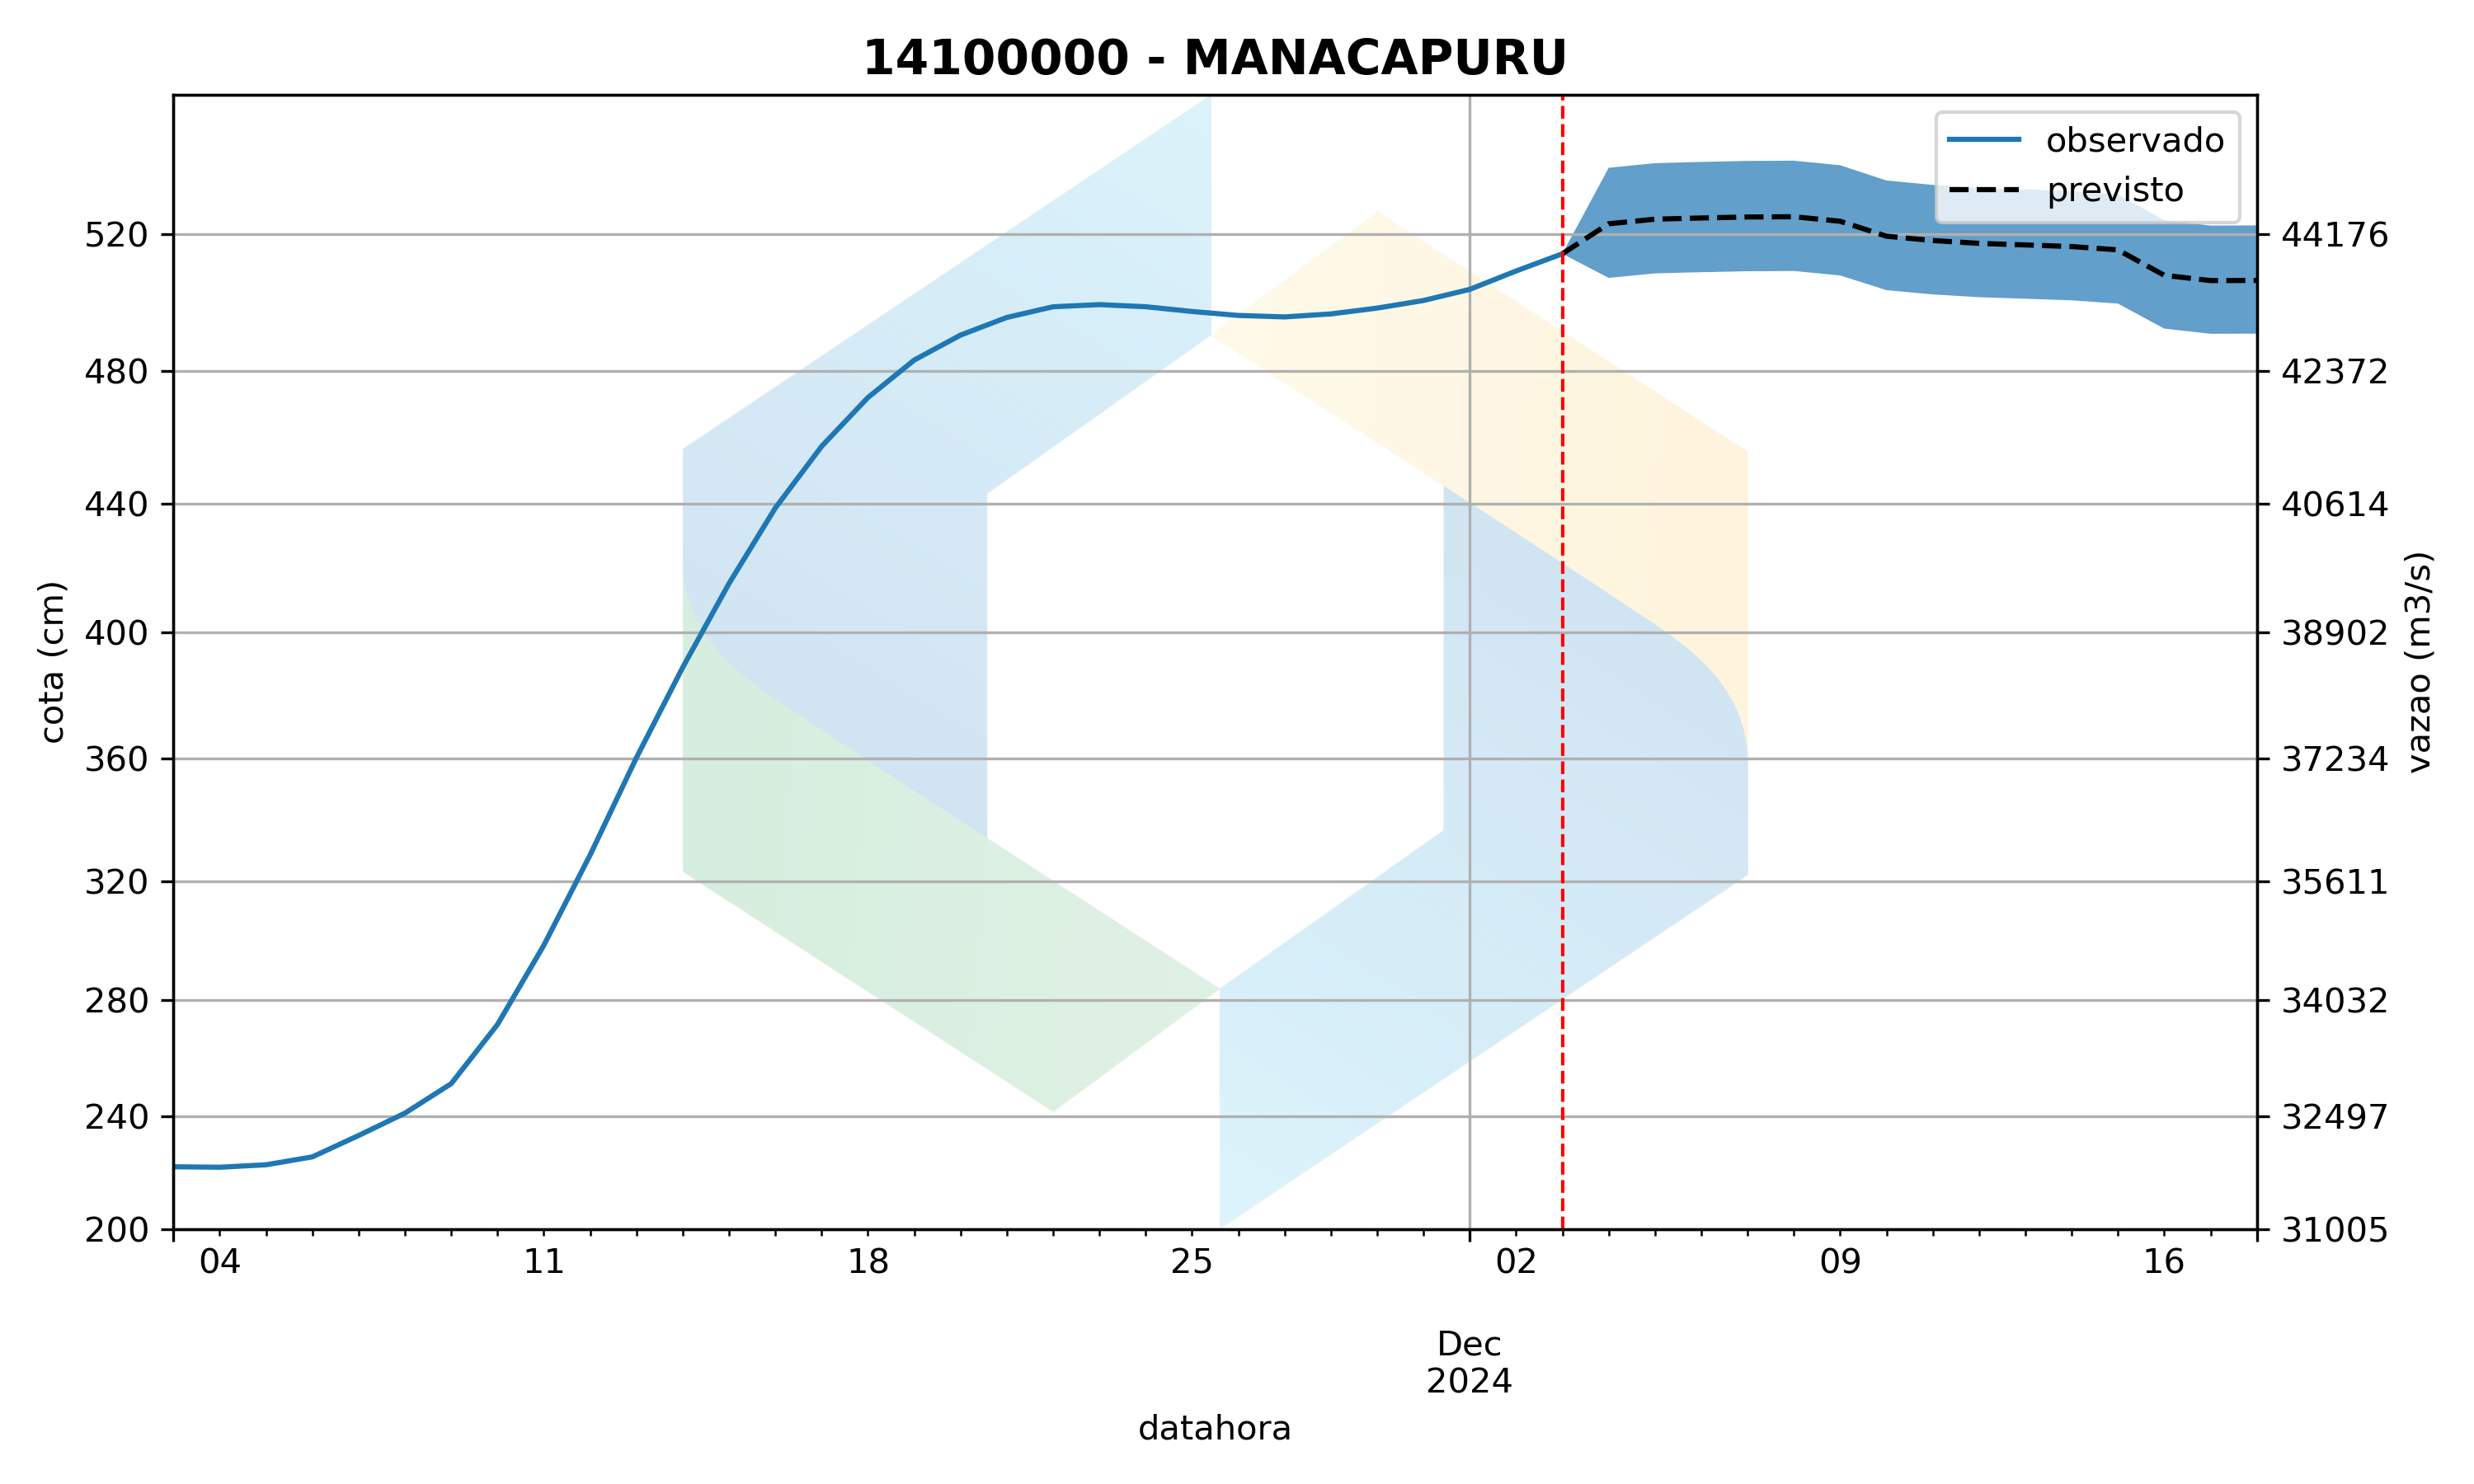 14100000 - MANACAPURU
observado
previsto
cota (cm)
520
480
440
400
360
320
280
240
200
44176
42372
40614
38902
37234
35611
34032
32497
31005
vazao (m3/s)
04 11 18 25 02 09 16
Dec
2024
datahora